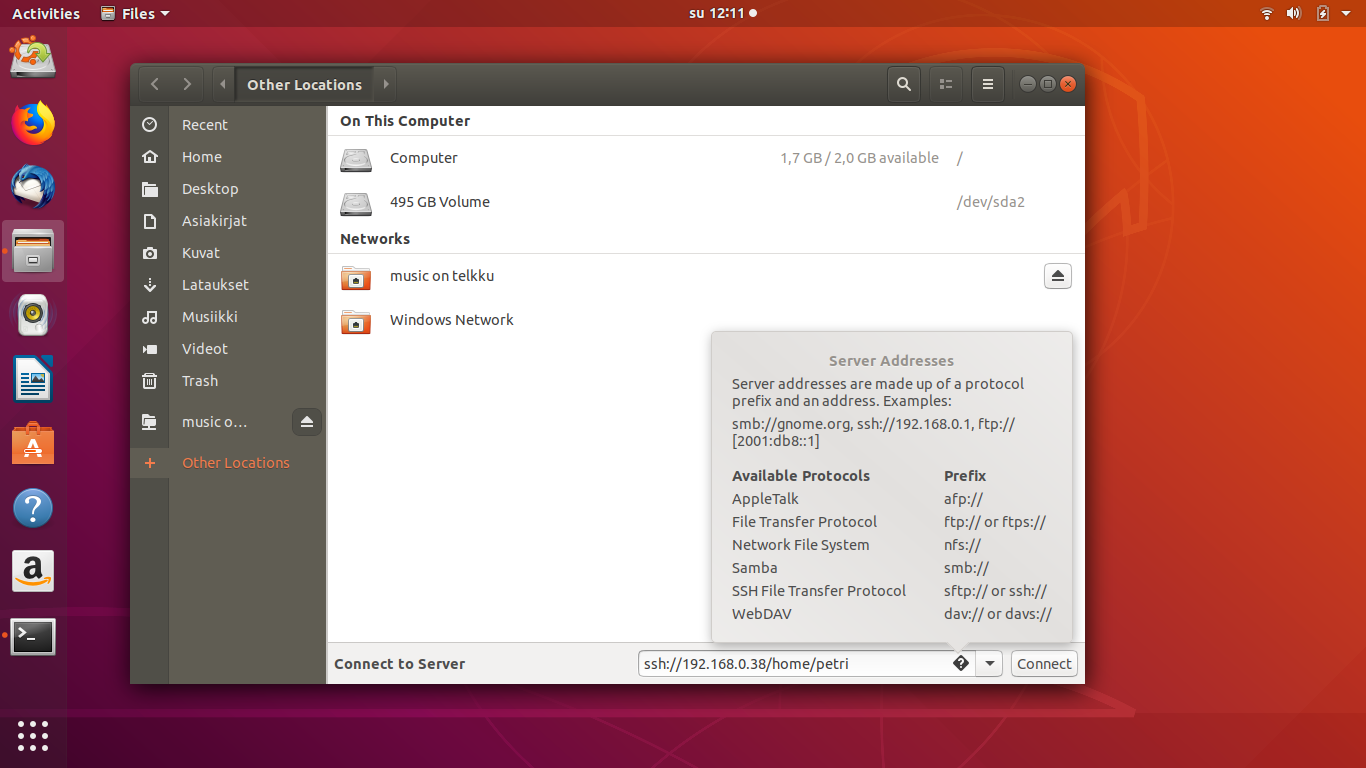 Activities Files su 12:11
Other Locations
Recent
Home
Desktop
Asiakirjat
Kuvat
Lataukset
Musiikki
Videot
Trash
music o…
Other Locations
On This Computer
Computer 1,7 GB / 2,0 GB available /
495 GB Volume /dev/sda2
Networks
music on telkku
Windows Network
Server Addresses
Server addresses are made up of a protocol
prefix and an address. Examples:
smb://gnome.org, ssh://192.168.0.1, ftp://
[2001:db8::1]
Available Protocols Prefix
AppleTalk afp://
File Transfer Protocol ftp:// or ftps://
Network File System nfs://
Samba smb://
SSH File Transfer Protocol sftp:// or ssh://
WebDAV dav:// or davs://
Connect to Server ssh://192.168.0.38/home/petri Connect